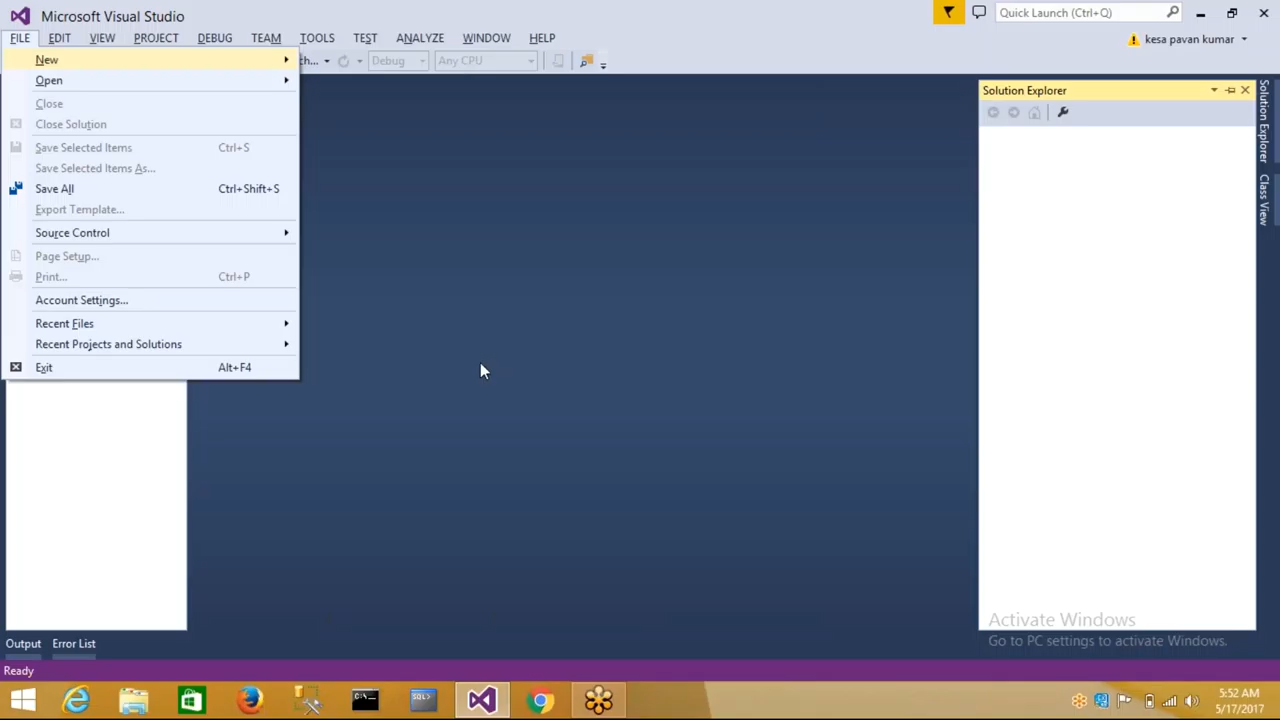 Microsoft Visual Studio
Quick Launch (Ctrl+Q)
FILE EDIT VIEW PROJECT DEBUG TEAM TOOLS TEST ANALYZE WINDOW HELP
kesa pavan kumar
New
Debug Any CPU
Open
Close
Close Solution
Save Selected Items Ctrl+S
Save Selected Items As...
Save All Ctrl+Shift+S
Export Template...
Source Control
Page Setup...
Print... Ctrl+P
Account Settings...
Recent Files
Recent Projects and Solutions
Exit Alt+F4
Solution Explorer
Solution Explorer
Class View
Activate Windows
Go to PC settings to activate Windows.
Output Error List
Ready
C:\_
SQL>
5:52 AM
5/17/2017